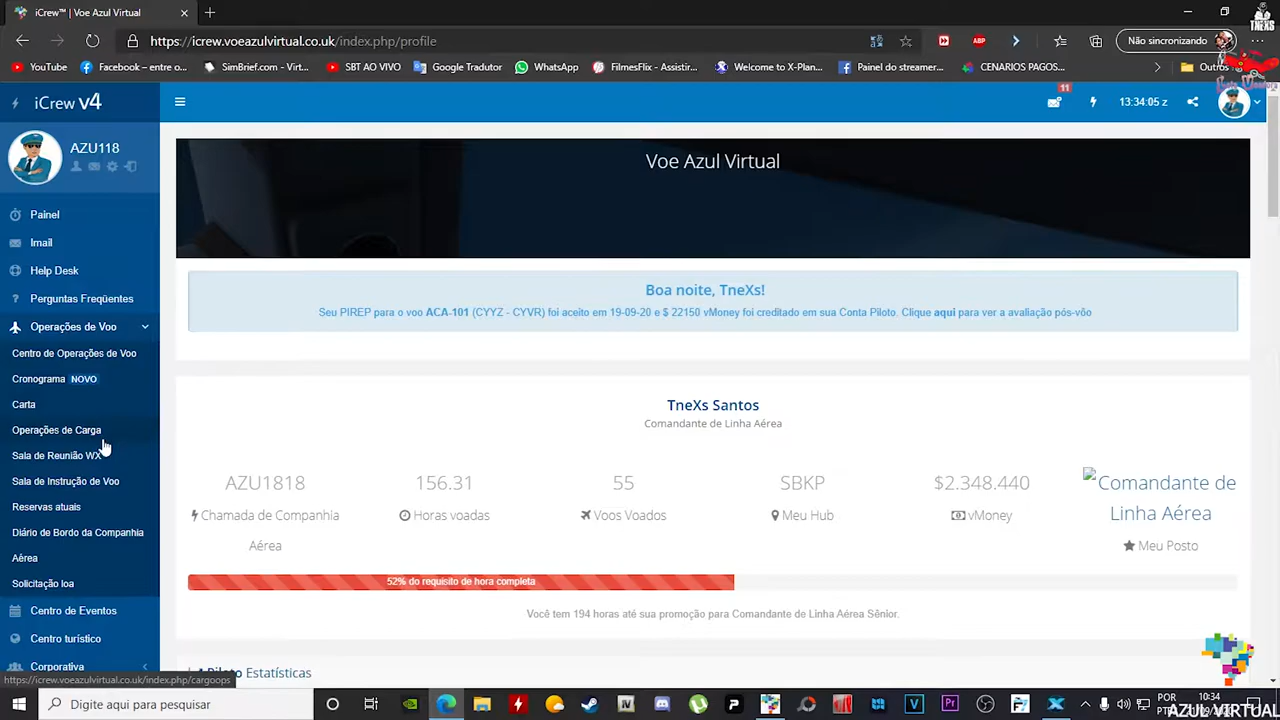 iCrew™ | Voe Azul Virtual
https://icrew.voeazulvirtual.co.uk/index.php/profile
Não sincronizando
YouTube
Facebook – entre o...
SimBrief.com - Virt...
SBT AO VIVO
Google Tradutor
WhatsApp
FilmesFlix - Assistir...
Welcome to X-Plan...
Painel do streamer...
CENARIOS PAGOS...
Outros
iCrew v4
11
13:34:05 z
AZU118
Painel
Imail
Help Desk
Perguntas Freqüentes
Operações de Voo
Centro de Operações de Voo
Cronograma NOVO
Carta
Operações de Carga
Sala de Reunião WX
Sala de Instrução de Voo
Reservas atuais
Diário de Bordo da Companhia
Aérea
Solicitação loa
Centro de Eventos
Centro turístico
Corporativa
Voe Azul Virtual
Boa noite, TneXs!
Seu PIREP para o voo ACA-101 (CYYZ - CYVR) foi aceito em 19-09-20 e $ 22150 vMoney foi creditado em sua Conta Piloto. Clique aqui para ver a avaliação pós-vôo
TneXs Santos
Comandante de Linha Aérea
AZU1818
Chamada de Companhia
Aérea
156.31
Horas voadas
55
Voos Voados
SBKP
Meu Hub
$2.348.440
vMoney
Comandante de
Linha Aérea
Meu Posto
52% do requisito de hora completa
Você tem 194 horas até sua promoção para Comandante de Linha Aérea Sênior.
Piloto Estatísticas
https://icrew.voeazulvirtual.co.uk/index.php/cargoops
Digite aqui para pesquisar
POR
10:34
AZUL VIRTUAL